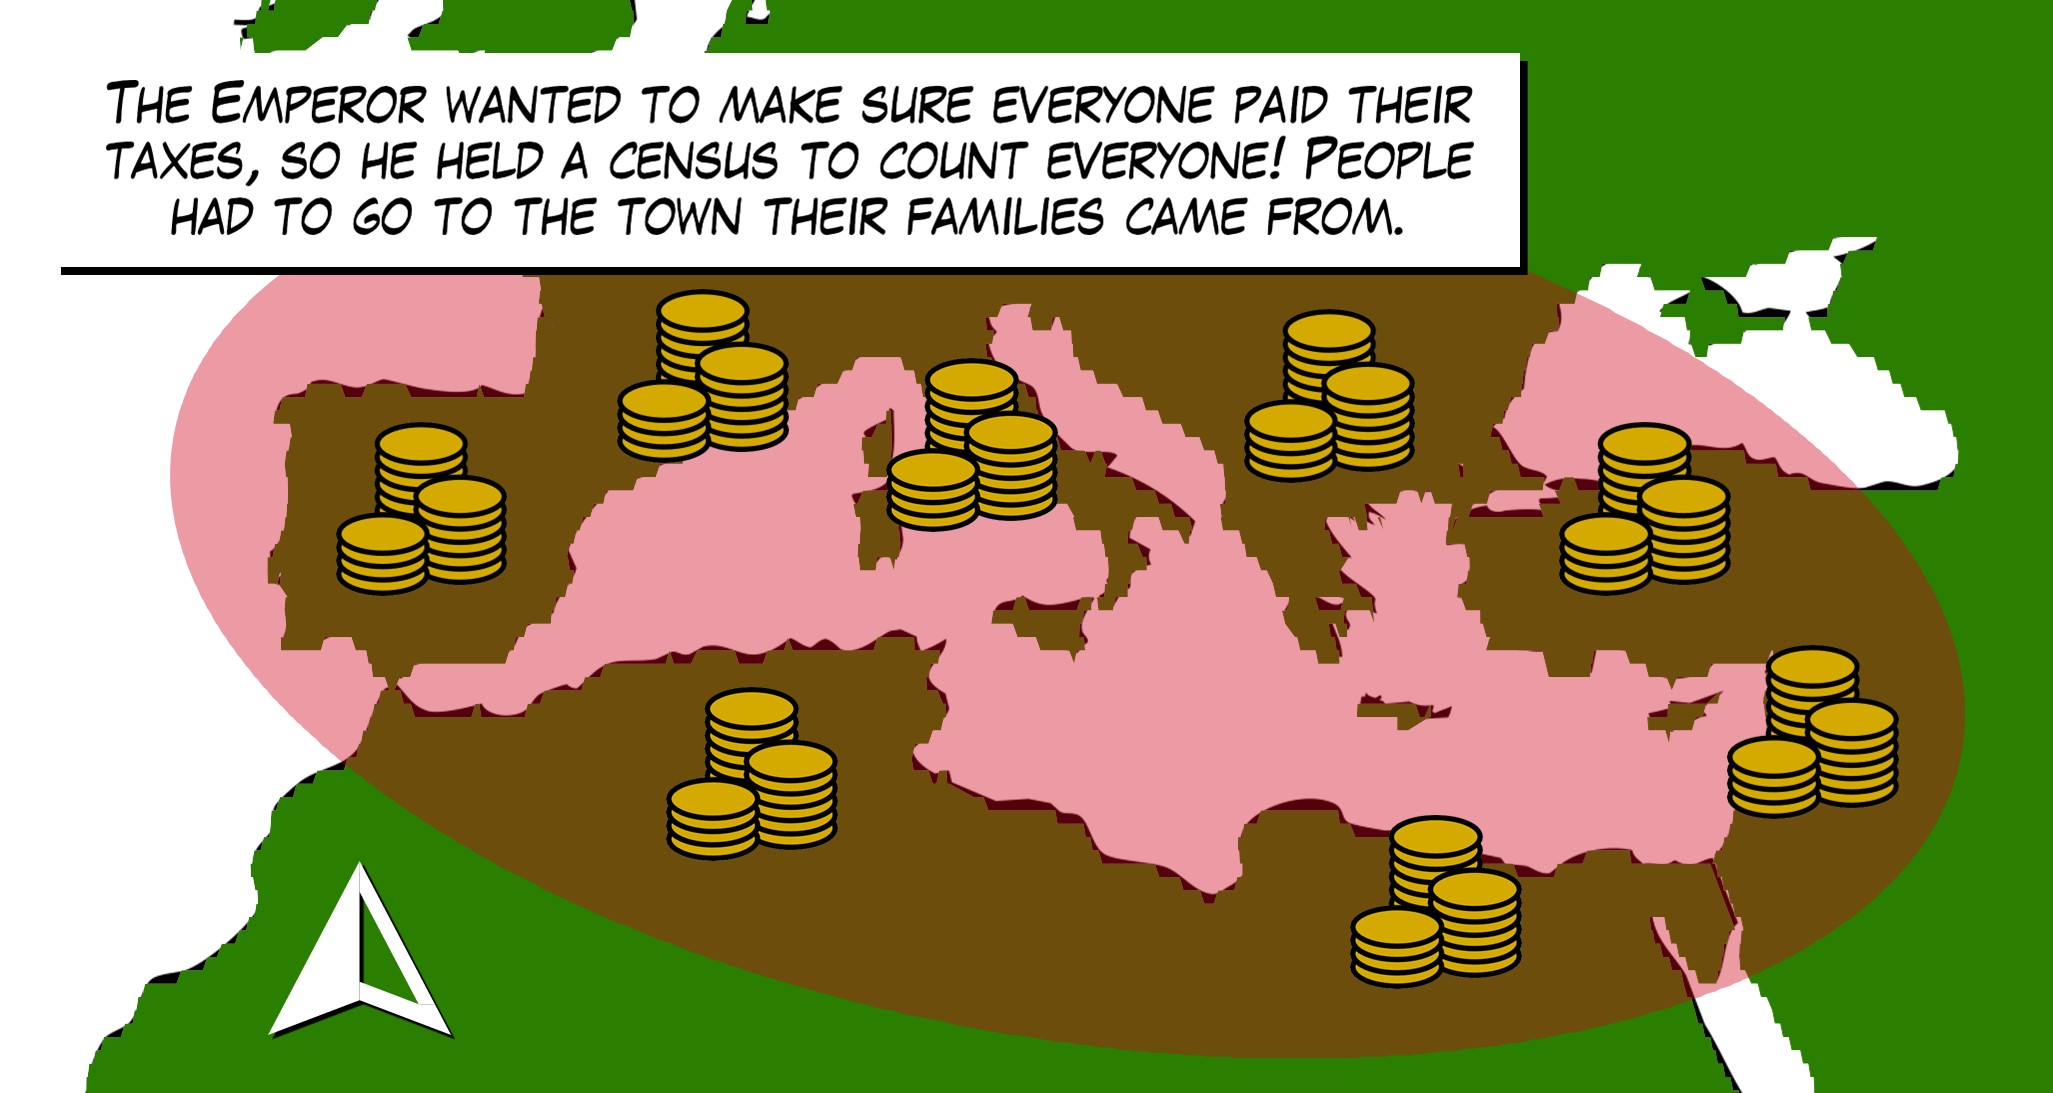 The Emperor wanted to make sure everyone paid their
taxes, so he held a census to count everyone! People
had to go to the town their families came from.